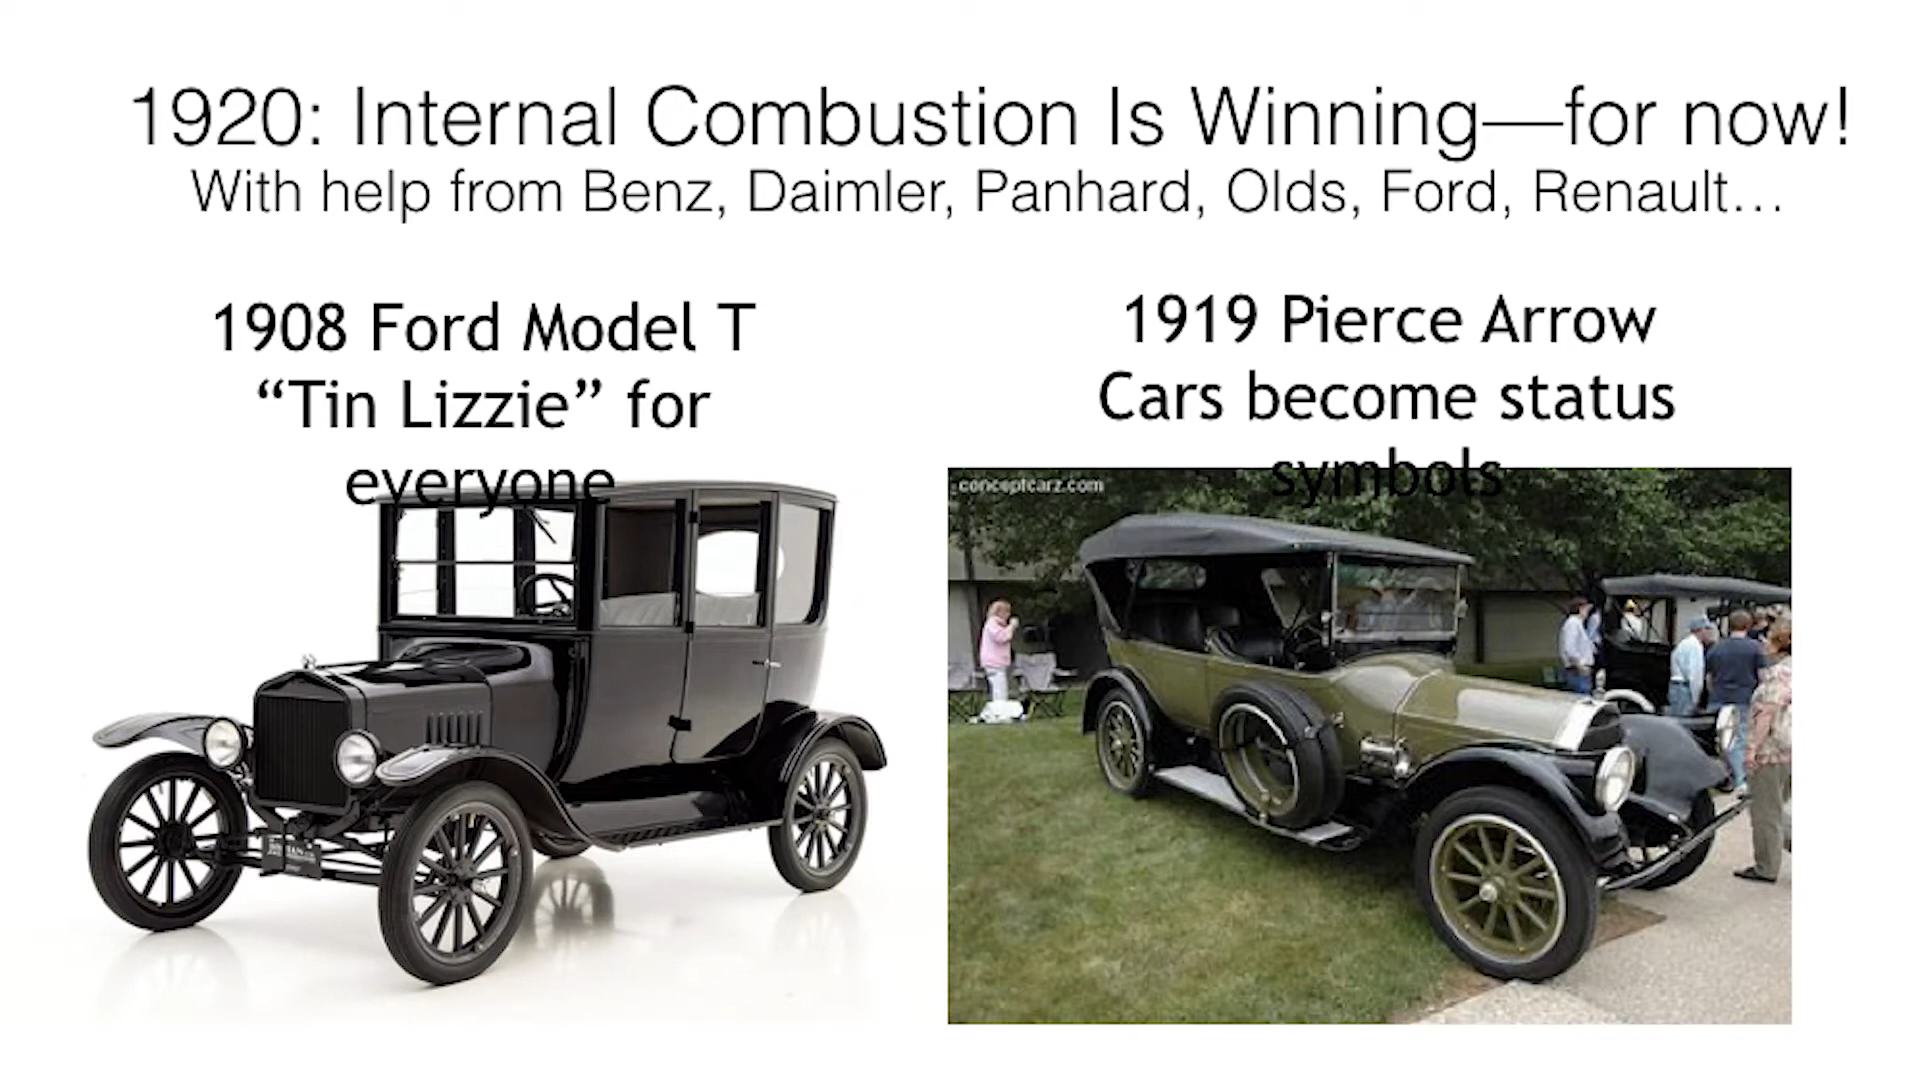 1920: Internal Combustion Is Winning—for now!
With help from Benz, Daimler, Panhard, Olds, Ford, Renault...
1908 Ford Model T
“Tin Lizzie” for
everyone
1919 Pierce Arrow
Cars become status
symbols
conceptcarz.com